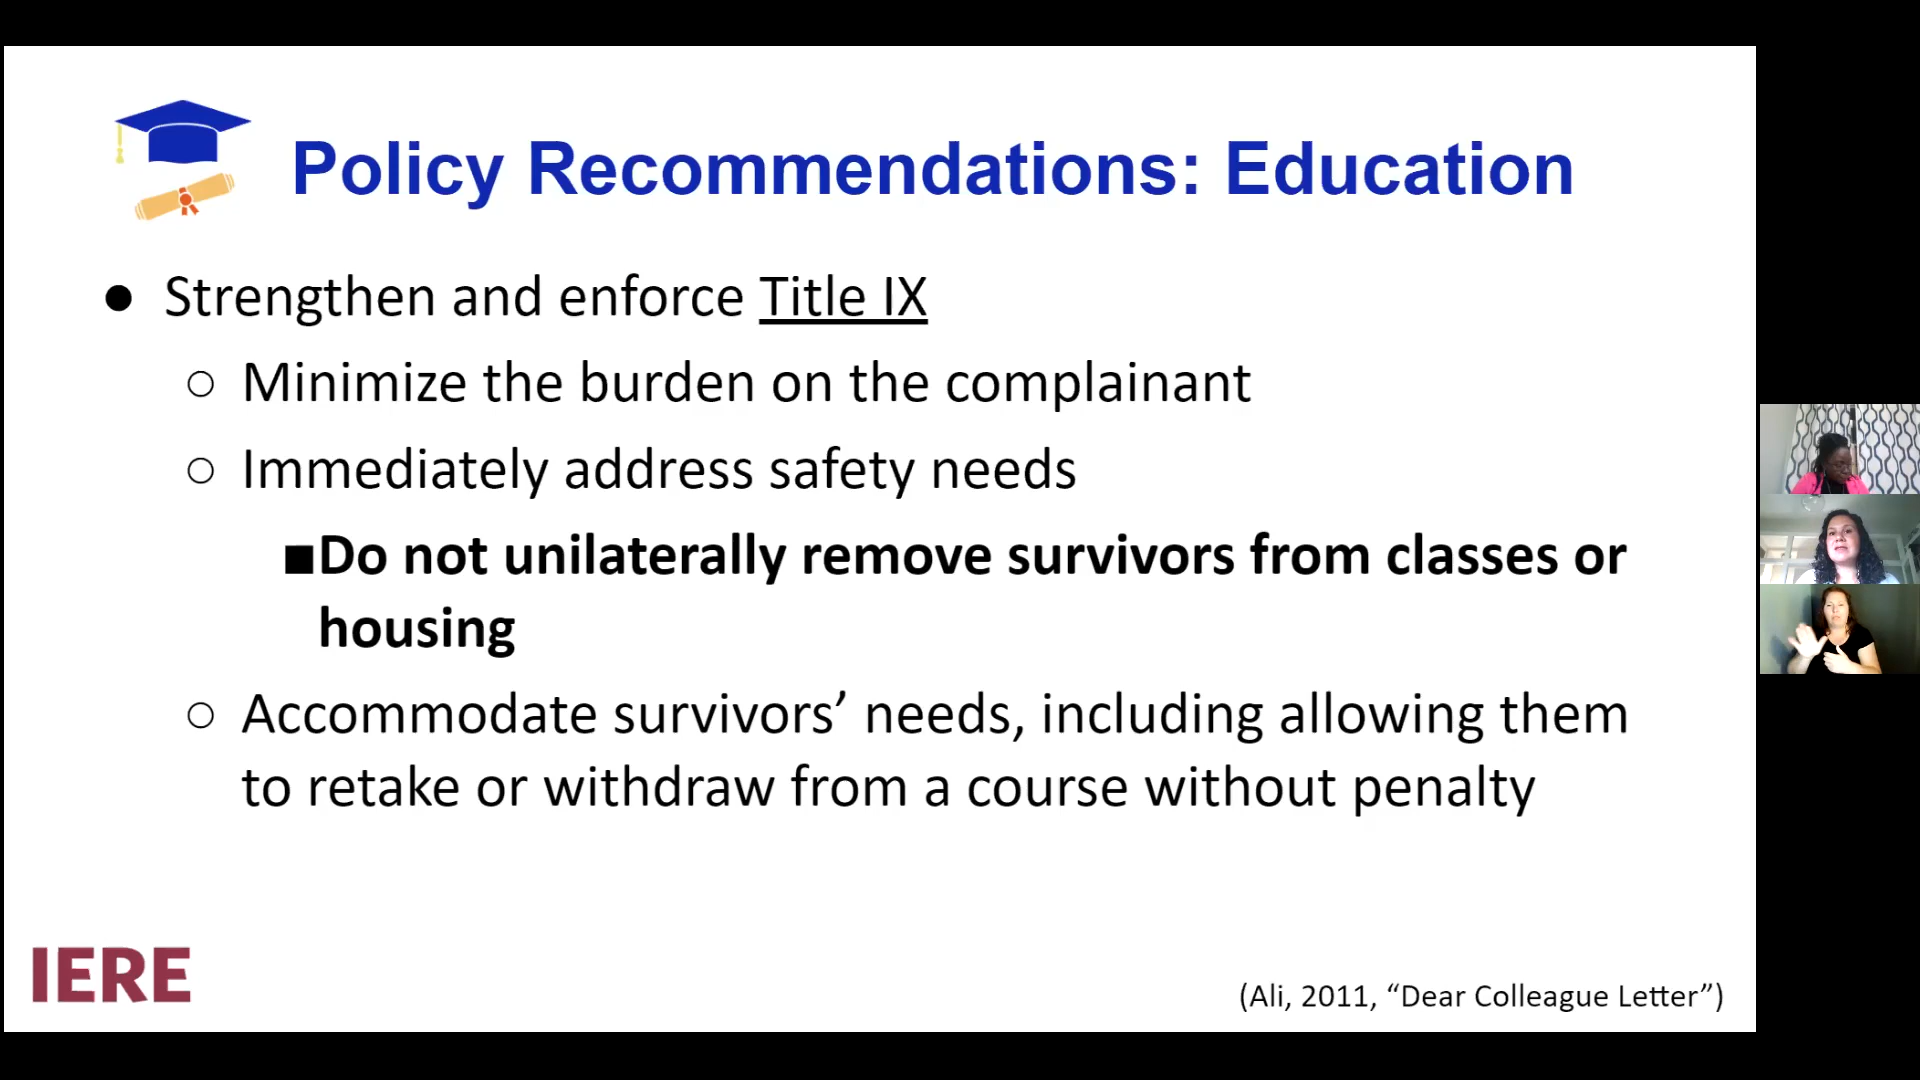 Policy Recommendations: Education
● Strengthen and enforce Title IX
○ Minimize the burden on the complainant
○ Immediately address safety needs
■Do not unilaterally remove survivors from classes or
housing
○ Accommodate survivors’ needs, including allowing them
to retake or withdraw from a course without penalty
IERE
(Ali, 2011, “Dear Colleague Letter”)